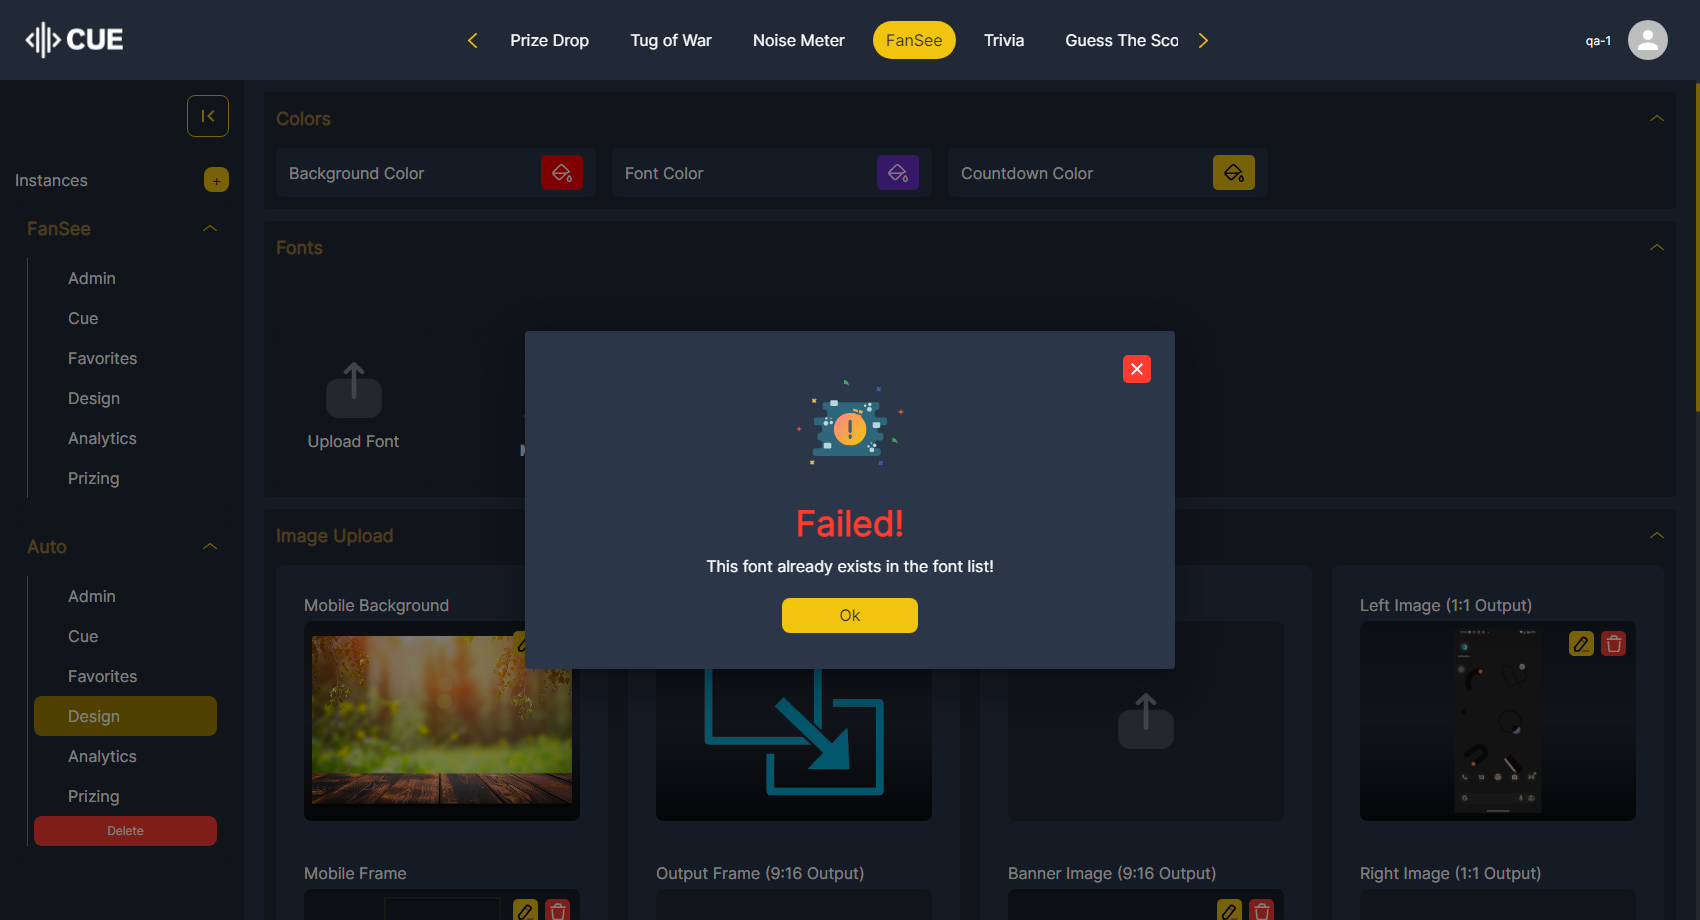 CUE
Prize Drop
Tug of War
Noise Meter
FanSee
Trivia
Guess The Sco
qa-1
Instances
+
FanSee
Admin
Cue
Favorites
Design
Analytics
Prizing
Auto
Admin
Cue
Favorites
Design
Analytics
Prizing
Delete
Colors
Background Color
Font Color
Countdown Color
Fonts
Upload Font
Failed!
This font already exists in the font list!
Ok
Image Upload
Mobile Background
Left Image (1:1 Output)
Mobile Frame
Output Frame (9:16 Output)
Banner Image (9:16 Output)
Right Image (1:1 Output)